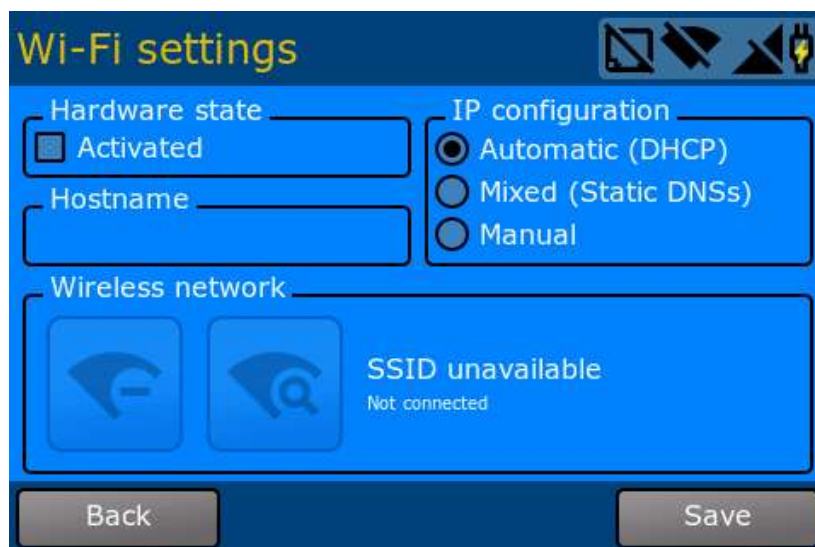 Wi-Fi settings
Hardware state
Activated
Hostname
IP configuration
Automatic (DHCP)
Mixed (Static DNSs)
Manual
Wireless network
SSID unavailable
Not connected
Back
Save